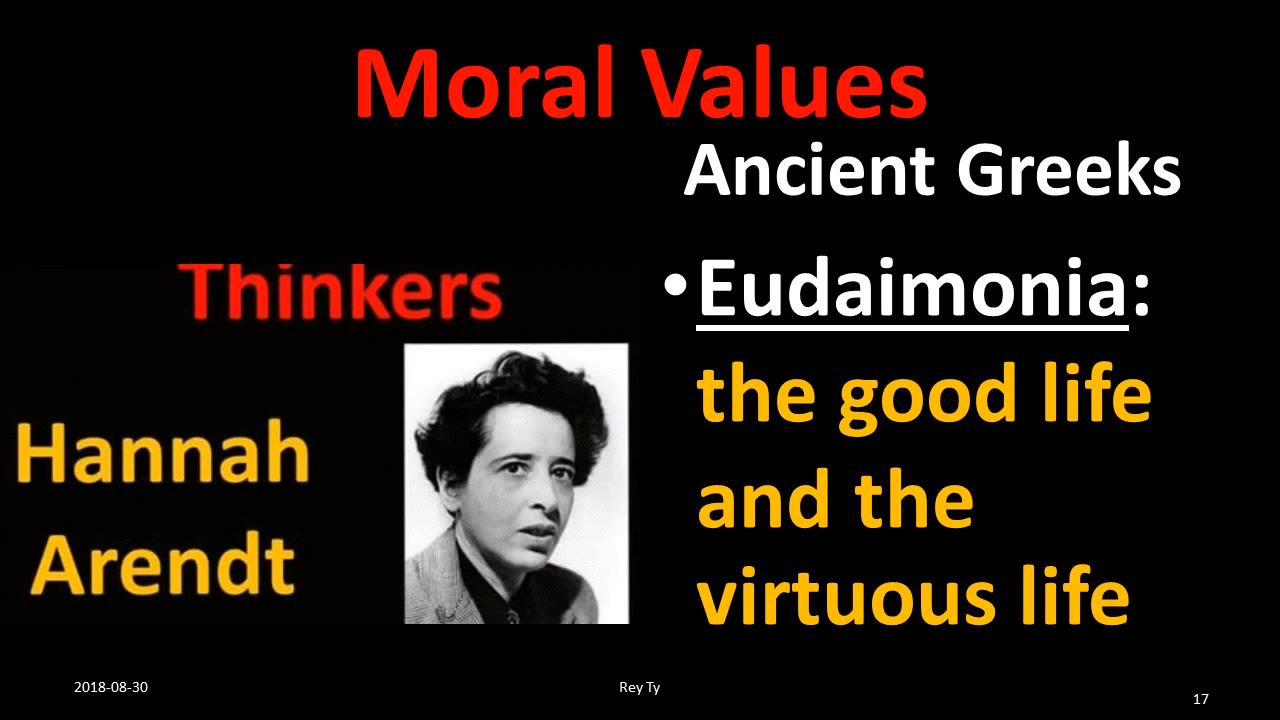 Moral Values
Thinkers
Hannah
Arendt
Ancient Greeks
•Eudaimonia:
the good life
and the
virtuous life
2018-08-30
Rey Ty
17